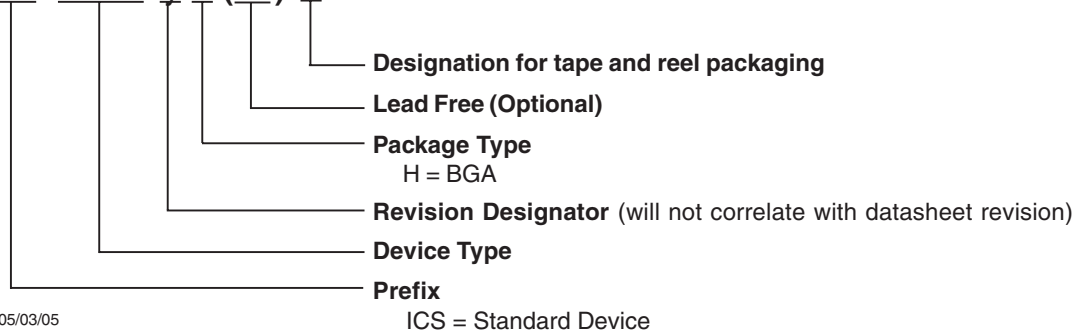 Designation for tape and reel packaging
Lead Free (Optional)
Package Type
H = BGA
Revision Designator (will not correlate with datasheet revision)
Device Type
Prefix
ICS = Standard Device
05/03/05